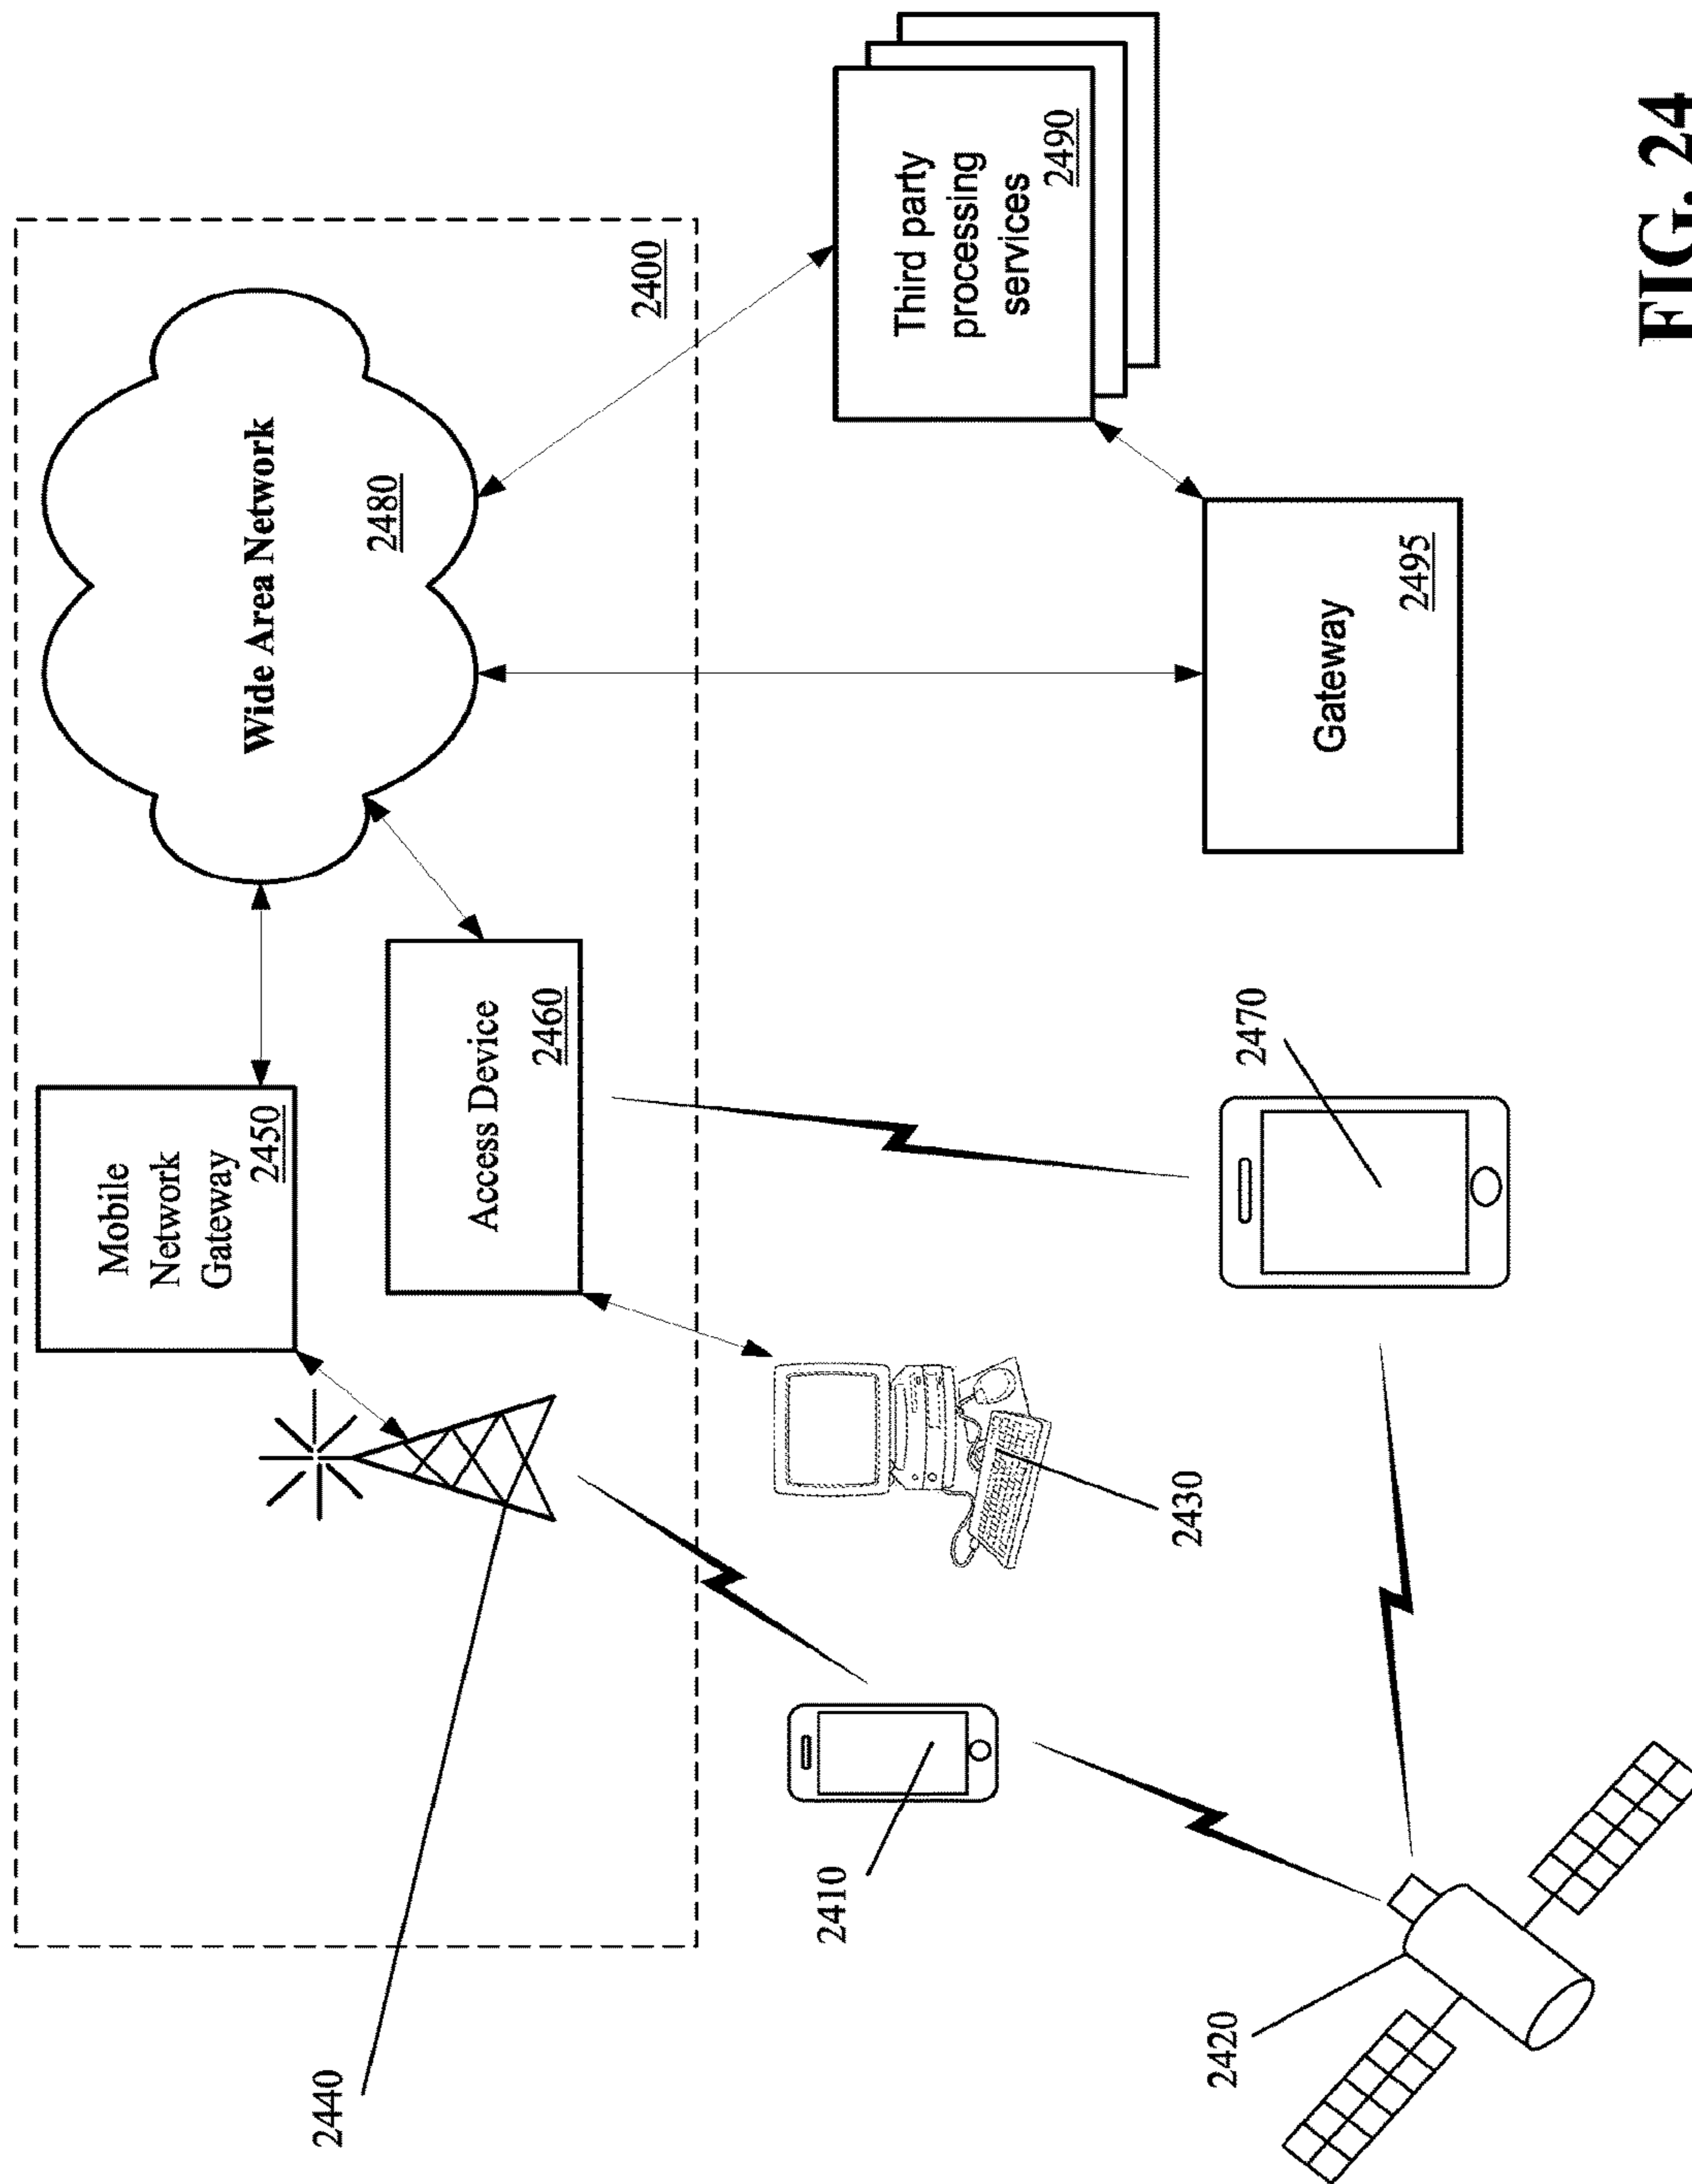 Mobile
Network
Gateway
2450
Wide Area Network
2480
Access Device
2460
2400
2440
2410
2430
2420
2470
Third party
processing
services
2490
Gateway
2495
FIG. 24